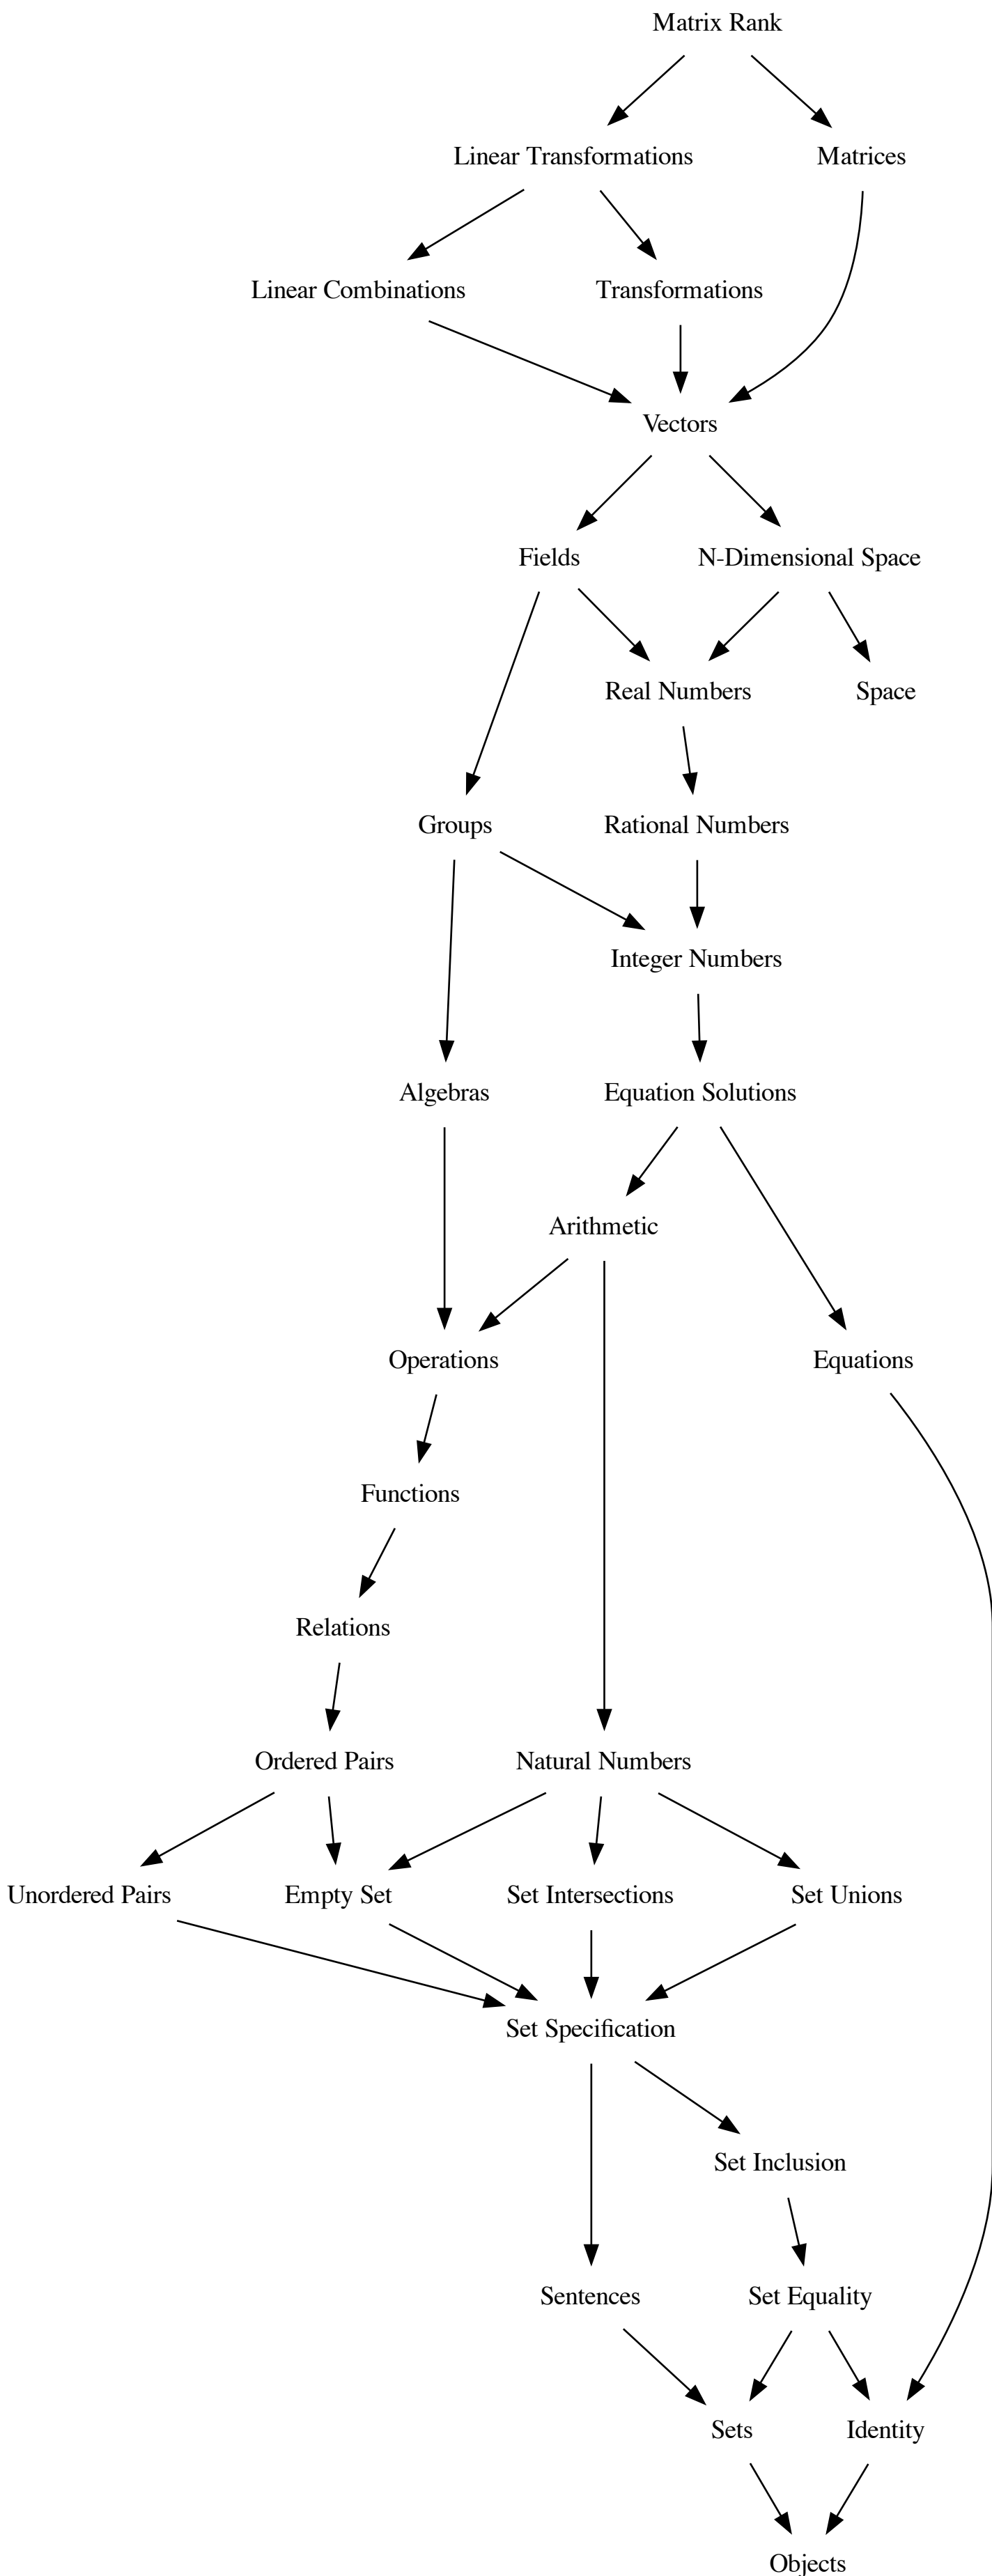 Matrix Rank
Linear Transformations
Matrices
Linear Combinations
Transformations
Vectors
Fields
N-Dimensional Space
Real Numbers
Space
Groups
Rational Numbers
Integer Numbers
Algebras
Equation Solutions
Arithmetic
Operations
Equations
Functions
Relations
Ordered Pairs
Natural Numbers
Unordered Pairs
Empty Set
Set Intersections
Set Unions
Set Specification
Set Inclusion
Sentences
Set Equality
Sets
Identity
Objects